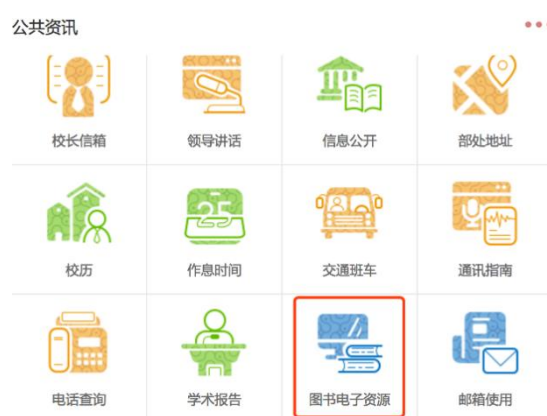 公共资讯
校长信箱 领导讲话 信息公开 部处地址
25
校历 作息时间 交通班车 通讯指南
电话查询 学术报告 图书电子资源 邮箱使用